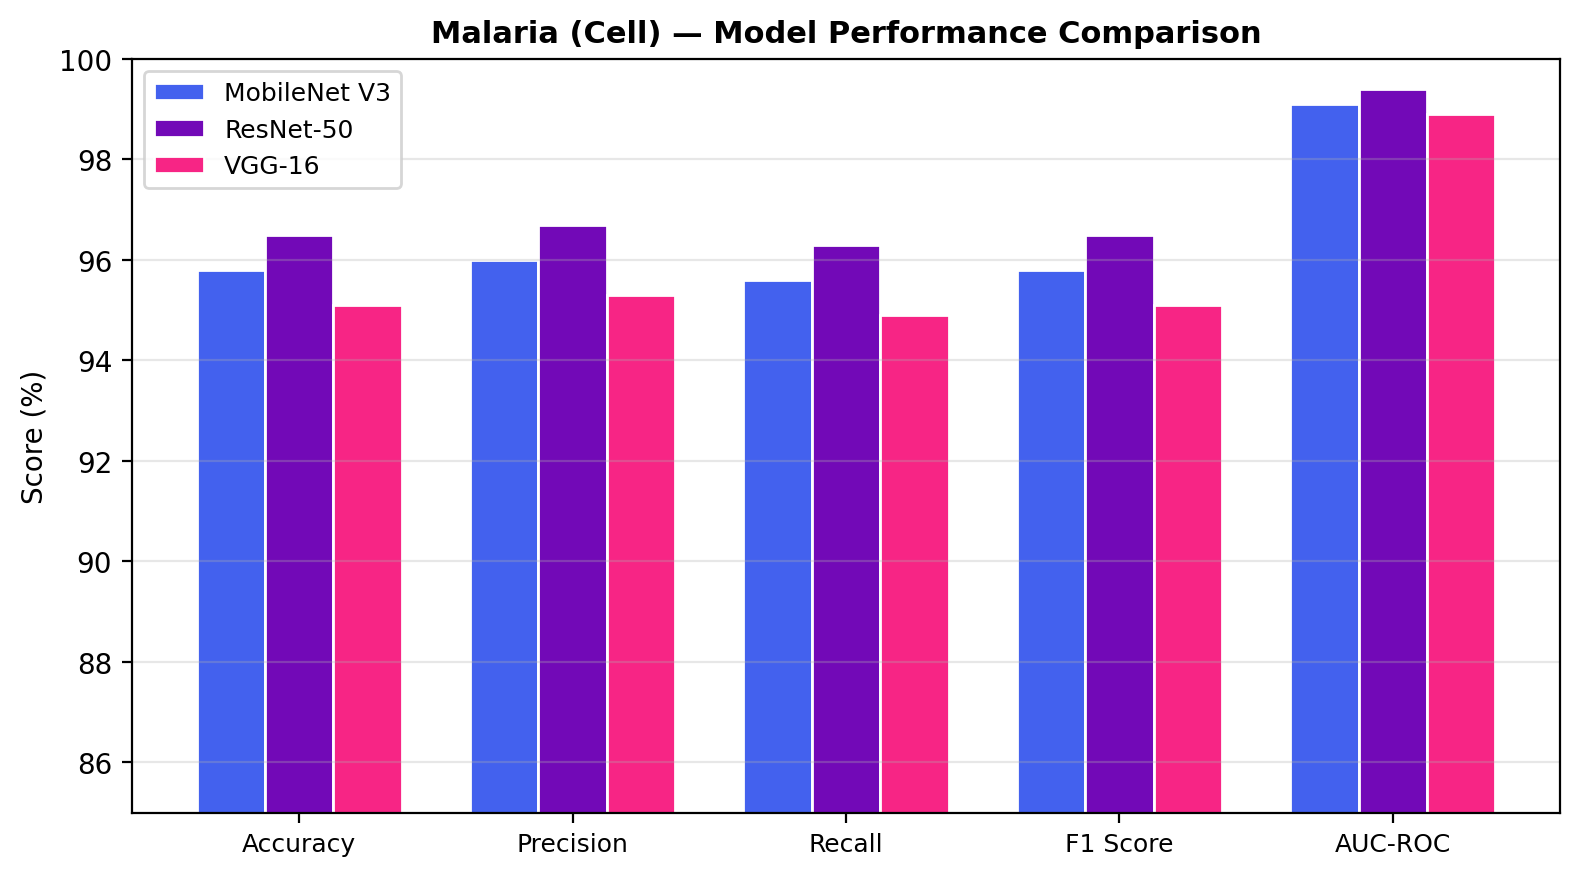 Malaria (Cell) — Model Performance Comparison
MobileNet V3
ResNet-50
VGG-16
Score (%)
100
98
96
94
92
90
88
86
Accuracy
Precision
Recall
F1 Score
AUC-ROC